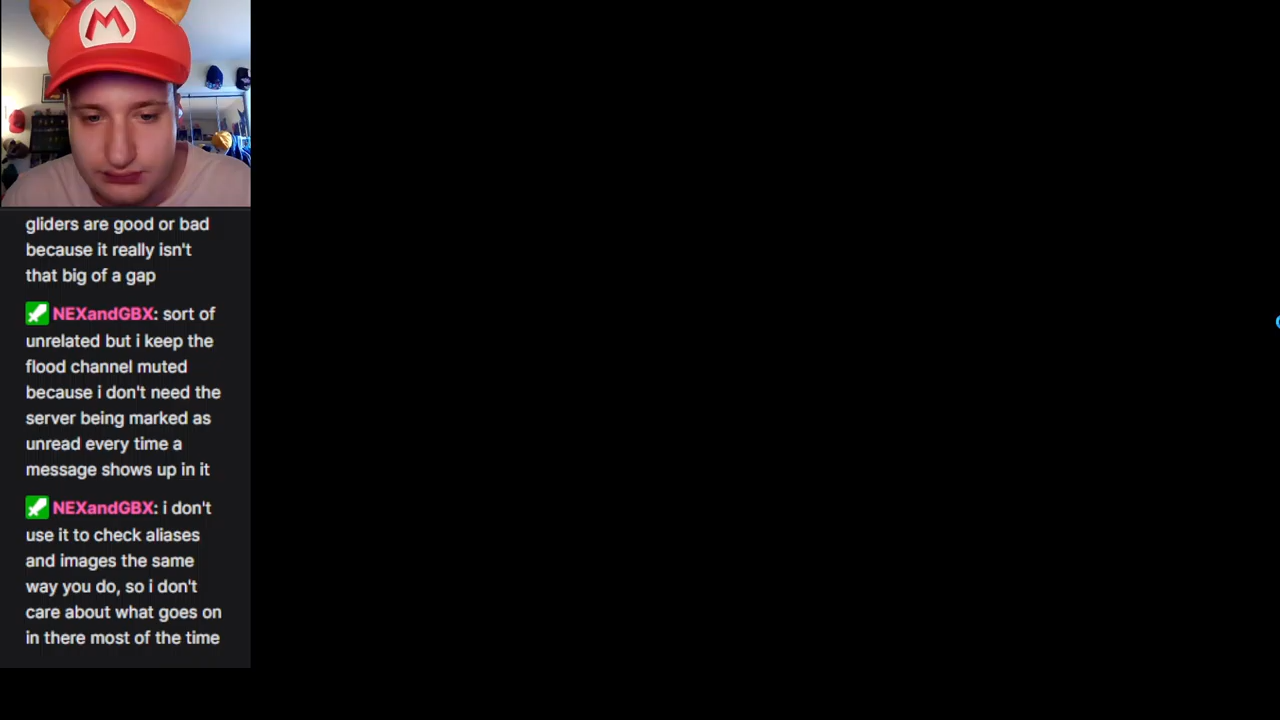 M
gliders are good or bad
because it really isn't
that big of a gap
NEXandGBX: sort of
unrelated but i keep the
flood channel muted
because i don't need the
server being marked as
unread every time a
message shows up in it
NEXandGBX: i don't
use it to check aliases
and images the same
way you do, so i don't
care about what goes on
in there most of the time